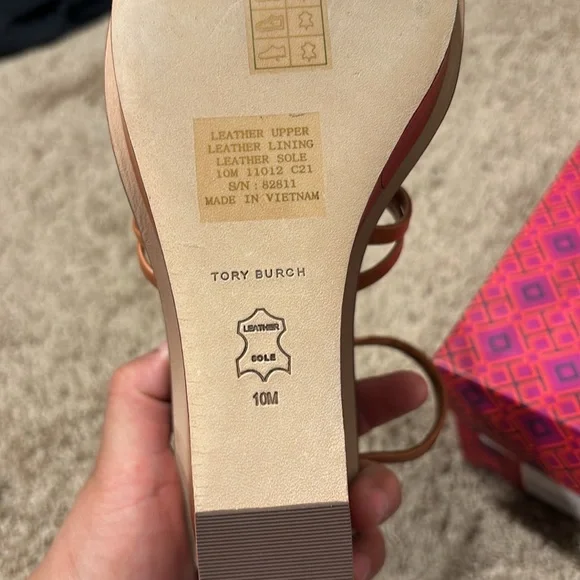 LEATHER UPPER
LEATHER LINING
LEATHER SOLE
10M 11012 C21
S/N : 82811
MADE IN VIETNAM
TORY BURCH
LEATHER
SOLE
10M